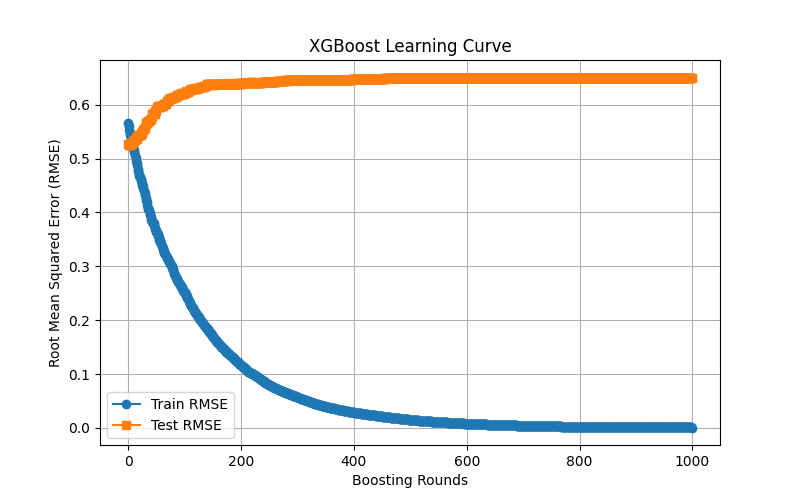 XGBoost Learning Curve
Root Mean Squared Error (RMSE)
0.6
0.5
0.4
0.3
0.2
0.1
0.0
Train RMSE
Test RMSE
0 200 400 600 800 1000
Boosting Rounds